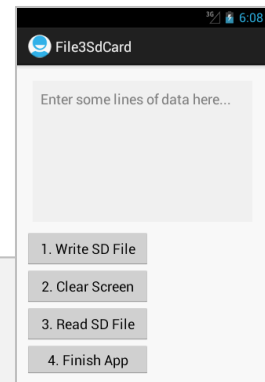 3G 6:08
File3SdCard
Enter some lines of data here...
1. Write SD File
2. Clear Screen
3. Read SD File
4. Finish App